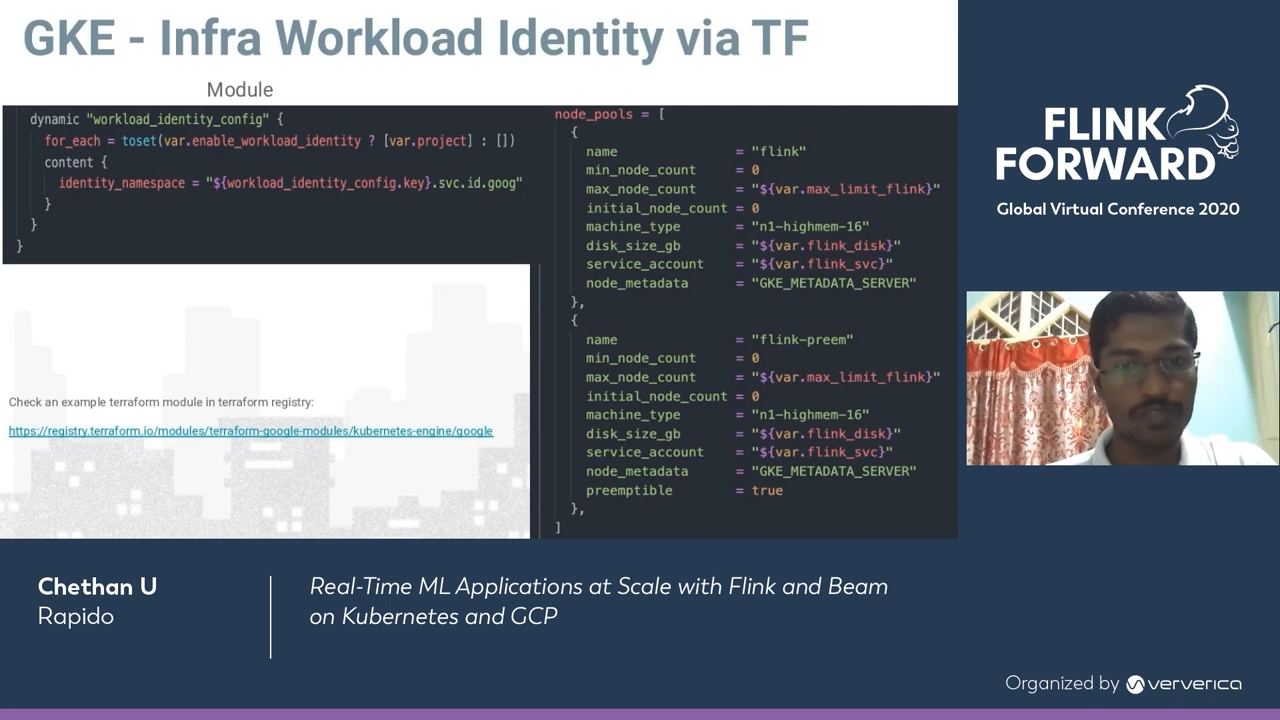 GKE - Infra Workload Identity via TF
Module
dynamic "workload_identity_config" {
for_each = toset(var.enable_workload_identity ? [var.project] : [])
content {
identity_namespace = "${workload_identity_config.key}.svc.id.goog"
}
}
}
Check an example terraform module in terraform registry:
https://registry.terraform.io/modules/terraform-google-modules/kubernetes-engine/google
node_pools = [
{
name = "flink"
min_node_count = 0
max_node_count = "${var.max_limit_flink}"
initial_node_count = 0
machine_type = "n1-highmem-16"
disk_size_gb = "${var.flink_disk}"
service_account = "${var.flink_svc}"
node_metadata = "GKE_METADATA_SERVER"
},
{
name = "flink-preem"
min_node_count = 0
max_node_count = "${var.max_limit_flink}"
initial_node_count = 0
machine_type = "n1-highmem-16"
disk_size_gb = "${var.flink_disk}"
service_account = "${var.flink_svc}"
node_metadata = "GKE_METADATA_SERVER"
preemptible = true
},
]
FLINK
FORWARD
Global Virtual Conference 2020
Chethan U
Rapido
Real-Time ML Applications at Scale with Flink and Beam
on Kubernetes and GCP
Organized by ververica